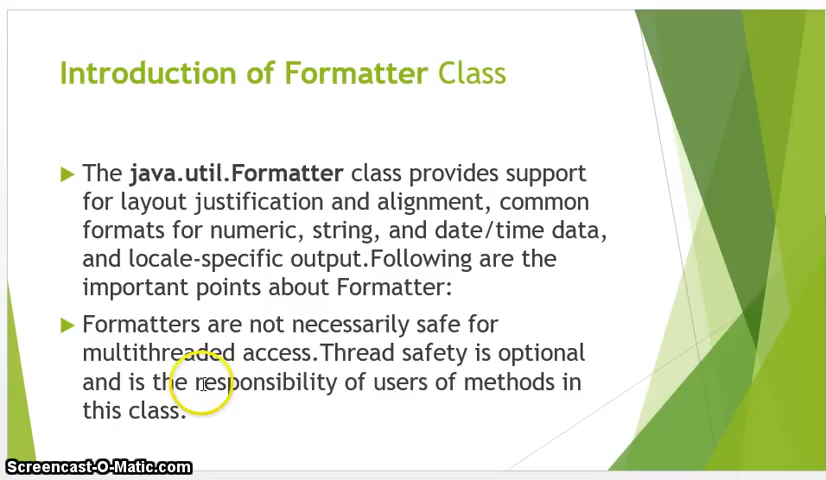 Introduction of Formatter Class
The java.util.Formatter class provides support
for layout justification and alignment, common
formats for numeric, string, and date/time data,
and locale-specific output.Following are the
important points about Formatter:
Formatters are not necessarily safe for
multithreaded access.Thread safety is optional
and is the responsibility of users of methods in
this class.
Screencast-O-Matic.com